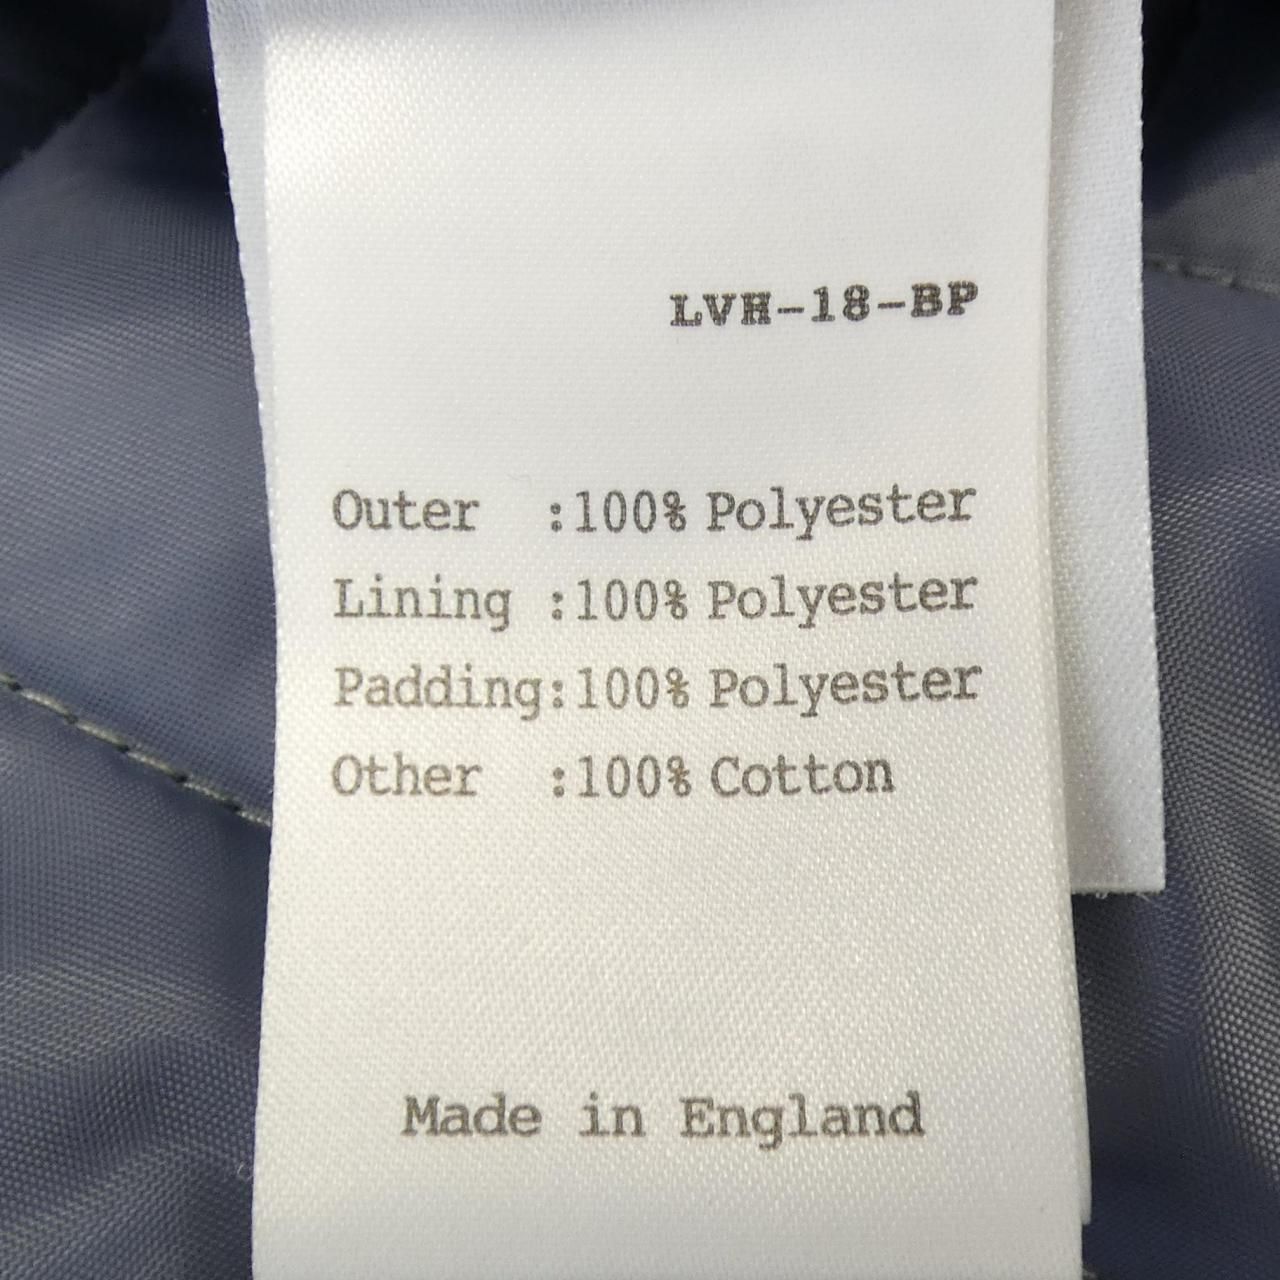 LVH-18-BP
Outer :100% Polyester
Lining :100% Polyester
Padding:100% Polyester
Other :100% Cotton
Made in England